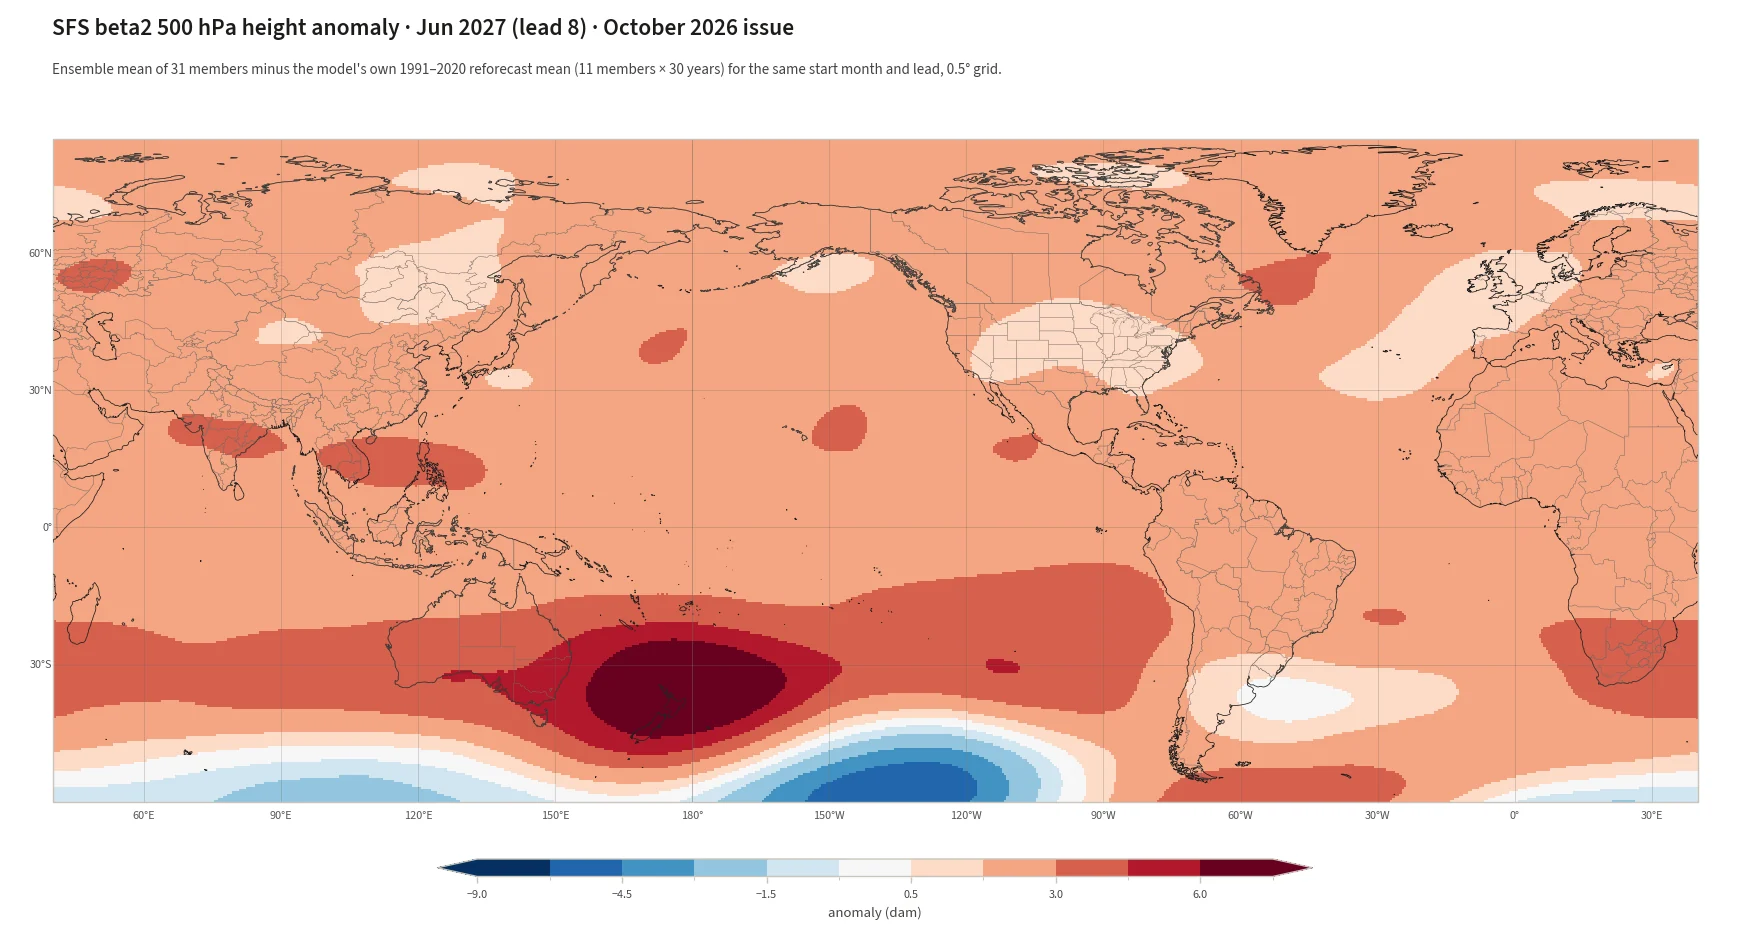 SFS beta2 500 hPa height anomaly · Jun 2027 (lead 8) · October 2026 issue
Ensemble mean of 31 members minus the model's own 1991–2020 reforecast mean (11 members × 30 years) for the same start month and lead, 0.5° grid.
60°N
30°N
0°
30°S
60°E 90°E 120°E 150°E 180° 150°W 120°W 90°W 60°W 30°W 0° 30°E
−9.0 −4.5 −1.5 0.5 3.0 6.0
anomaly (dam)